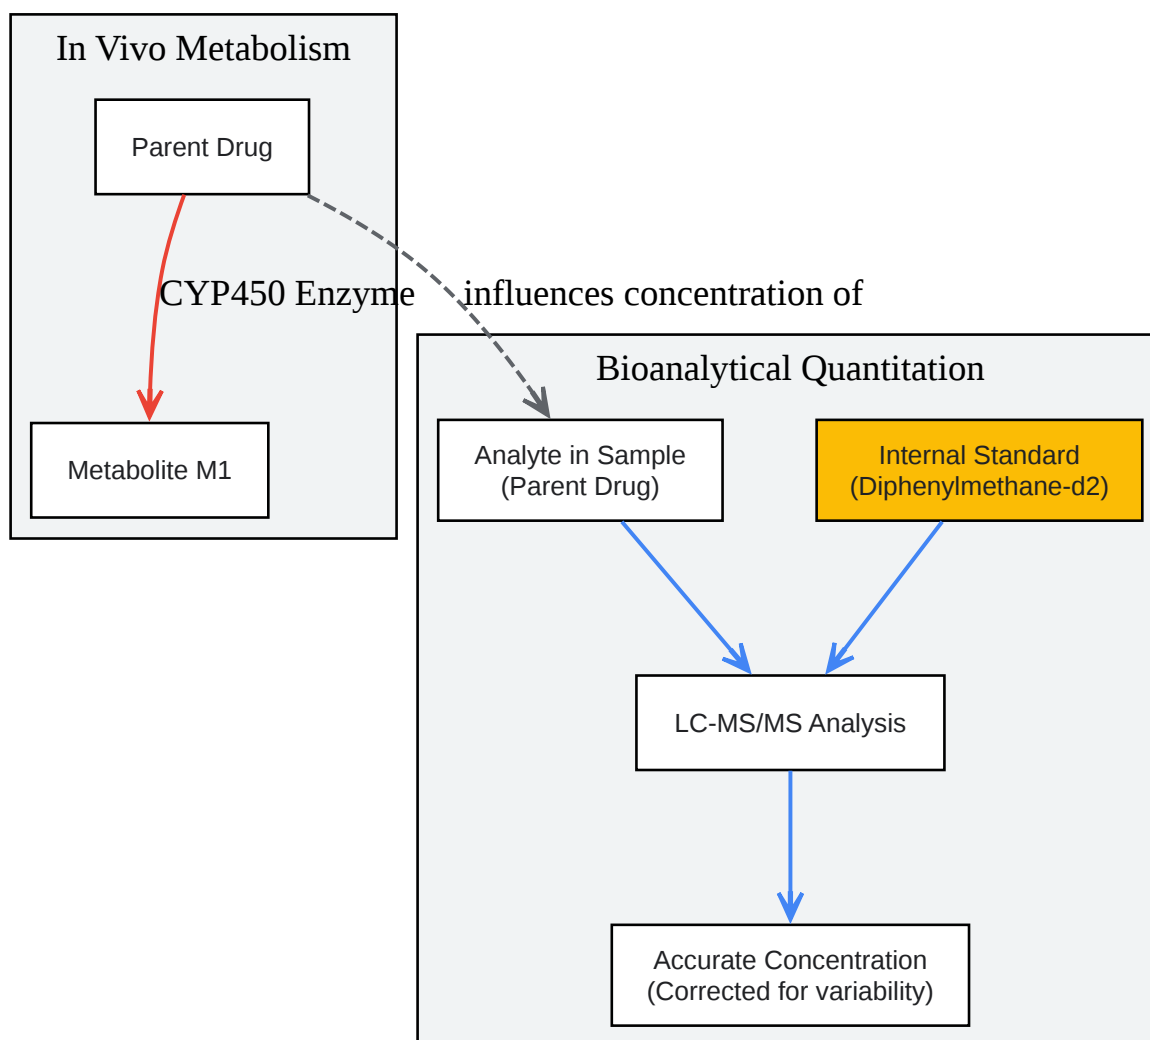 In Vivo Metabolism
Parent Drug
CYP450 Enzyme
influences concentration of
Metabolite M1
Bioanalytical Quantitation
Analyte in Sample
(Parent Drug)
Internal Standard
(Diphenylmethane-d2)
LC-MS/MS Analysis
Accurate Concentration
(Corrected for variability)